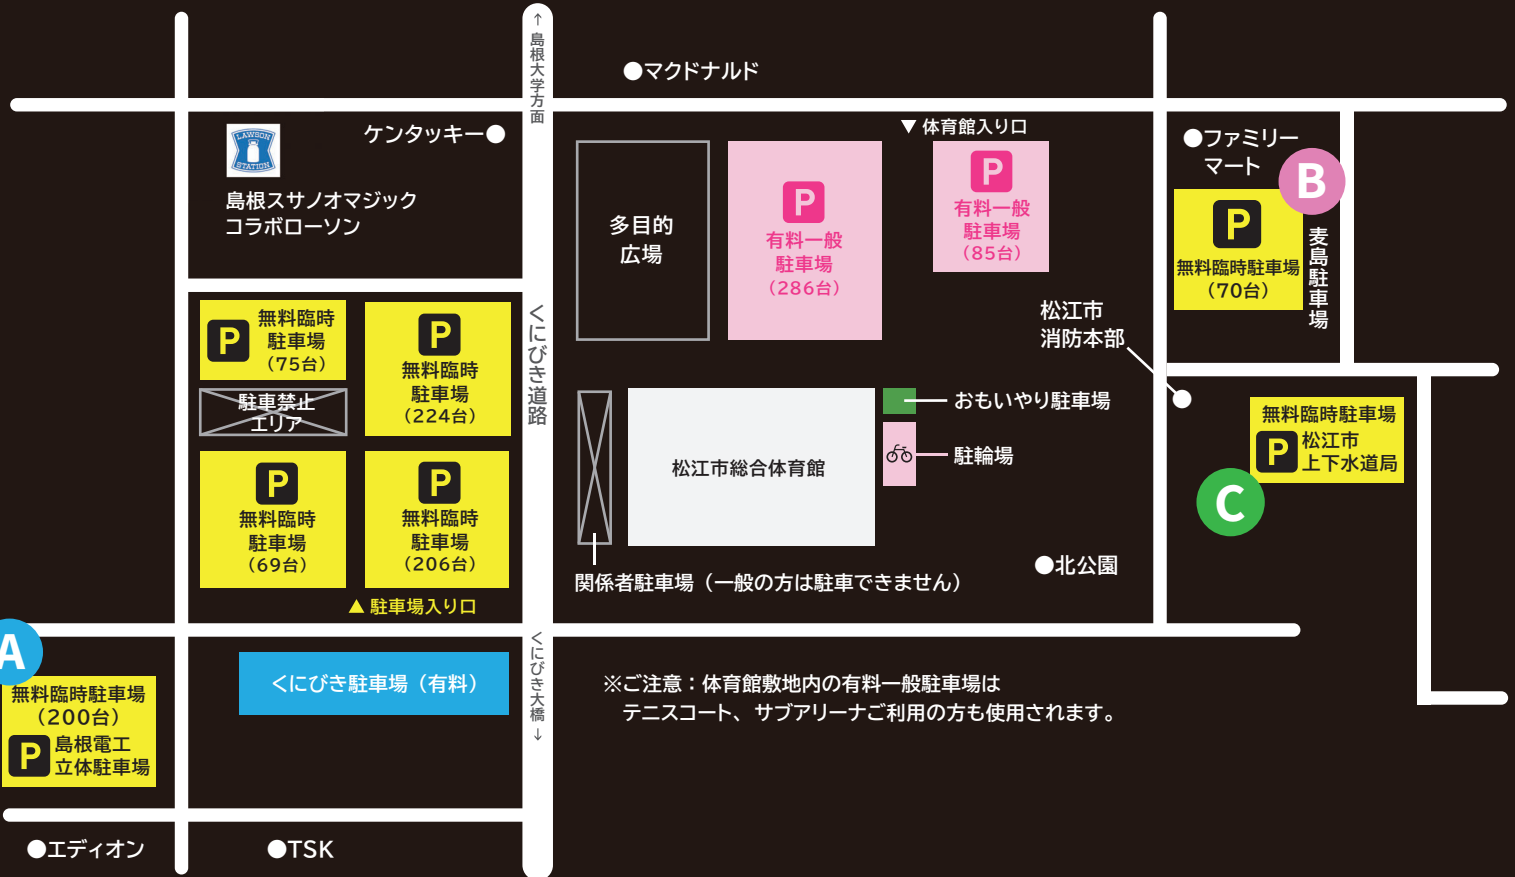 ↑島根大学方面
●マクドナルド
LAWSON
STATION
ケンタッキー●
島根スサノオマジック
コラボローソン
▼ 体育館入り口
多目的
広場
P
有料一般
駐車場
（286台）
P
有料一般
駐車場
（85台）
●ファミリー
マート
B
P
無料臨時駐車場
（70台）
麦島駐車場
くにびき道路
P
無料臨時
駐車場
（75台）
P
無料臨時
駐車場
（224台）
駐車禁止
エリア
P
無料臨時
駐車場
（69台）
P
無料臨時
駐車場
（206台）
▲ 駐車場入り口
松江市
消防本部
おもいやり駐車場
駐輪場
松江市総合体育館
関係者駐車場（一般の方は駐車できません）
●北公園
無料臨時駐車場
P
松江市
上下水道局
C
A
無料臨時駐車場
（200台）
P
島根電工
立体駐車場
くにびき駐車場（有料）
くにびき大橋↓
※ご注意：体育館敷地内の有料一般駐車場は
テニスコート、サブアリーナご利用の方も使用されます。
●エディオン
●TSK